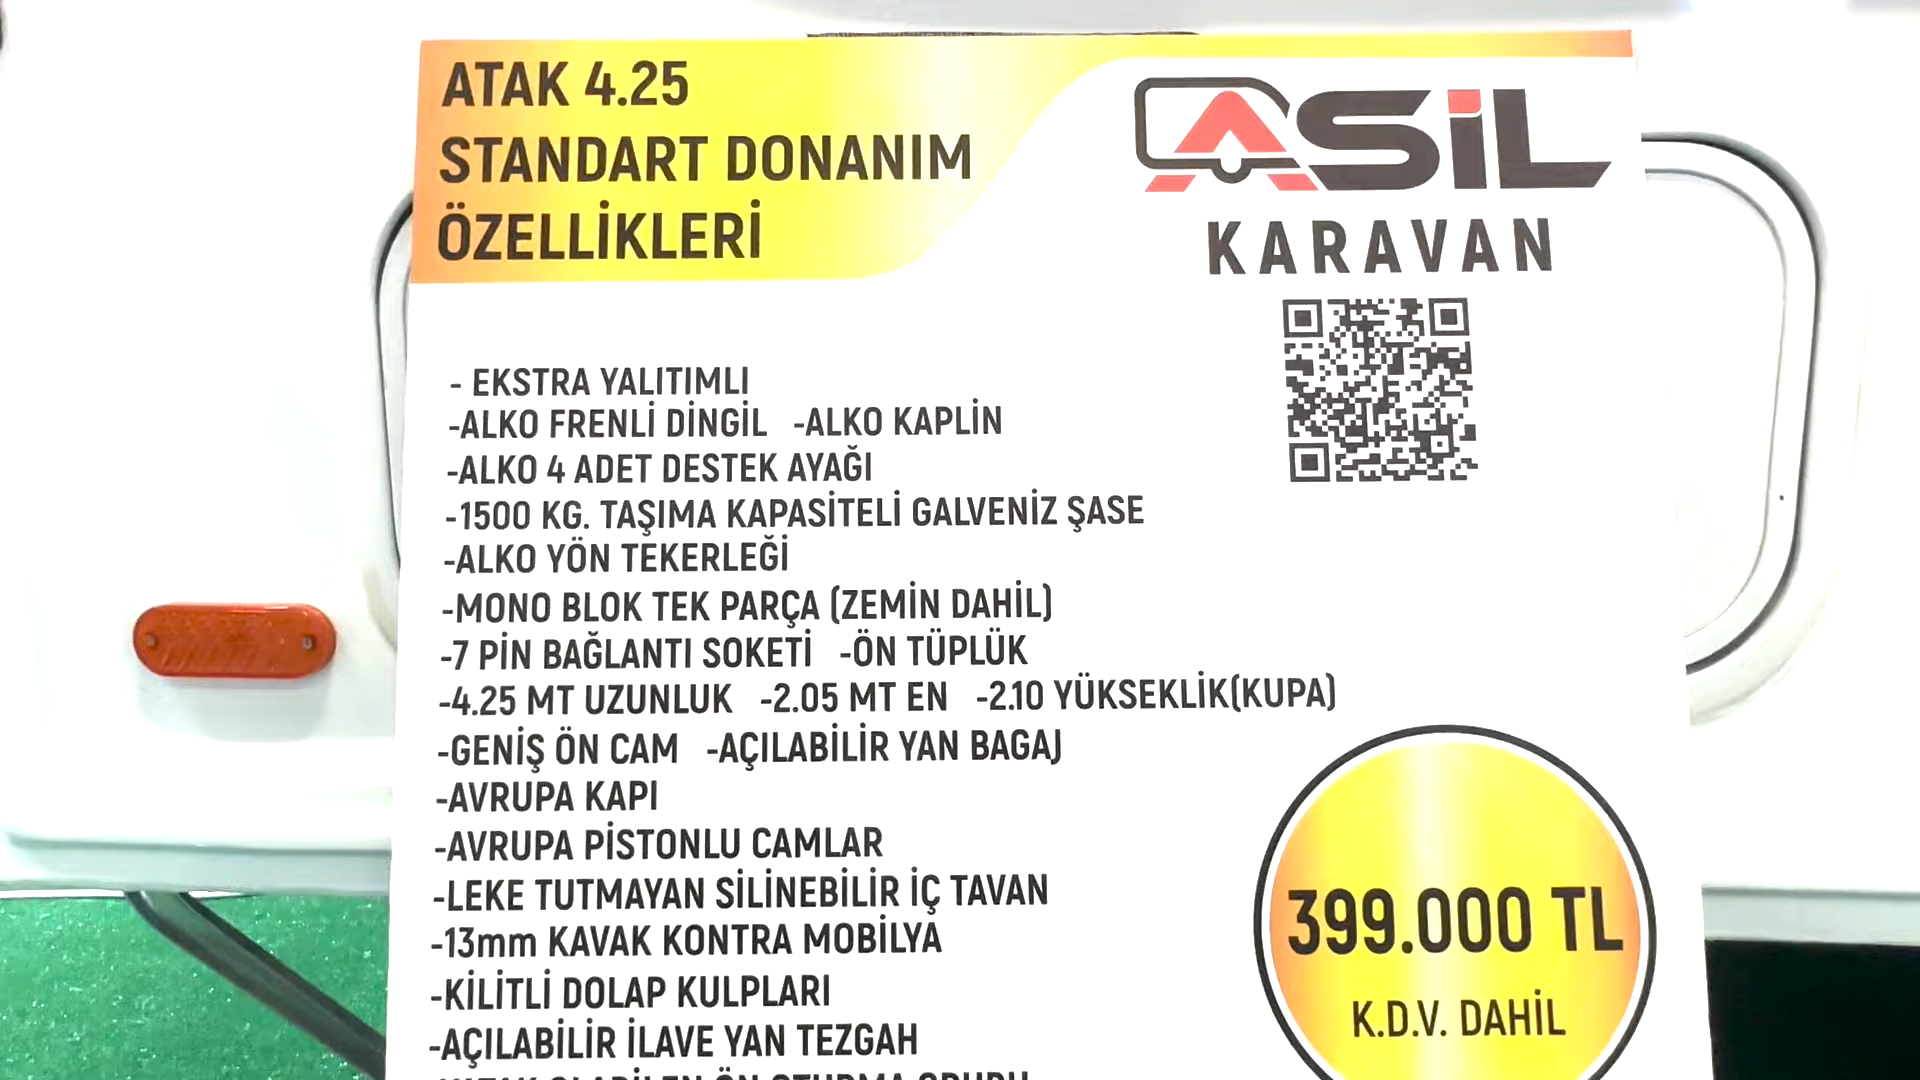 ATAK 4.25
STANDART DONANIM
ÖZELLİKLERİ
ASİL
KARAVAN
- EKSTRA YALITIMLI
-ALKO FRENLİ DİNGİL -ALKO KAPLİN
-ALKO 4 ADET DESTEK AYAĞI
-1500 KG. TAŞIMA KAPASİTELİ GALVENİZ ŞASE
-ALKO YÖN TEKERLEĞİ
-MONO BLOK TEK PARÇA (ZEMİN DAHİL)
-7 PİN BAĞLANTI SOKETİ -ÖN TÜPLÜK
-4.25 MT UZUNLUK -2.05 MT EN -2.10 YÜKSEKLİK(KUPA)
-GENİŞ ÖN CAM -AÇILABİLİR YAN BAGAJ
-AVRUPA KAPI
-AVRUPA PİSTONLU CAMLAR
-LEKE TUTMAYAN SİLİNEBİLİR İÇ TAVAN
-13mm KAVAK KONTRA MOBİLYA
-KİLİTLİ DOLAP KULPLARI
-AÇILABİLİR İLAVE YAN TEZGAH
399.000 TL
K.D.V. DAHİL